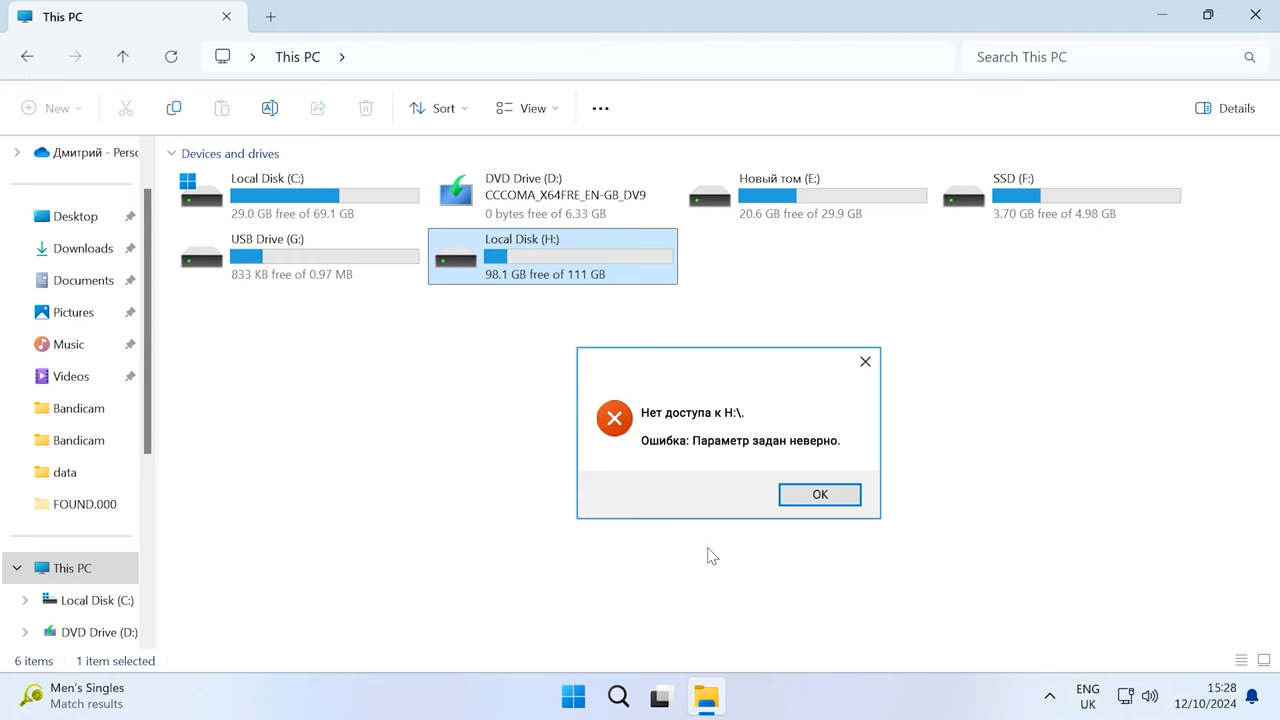 This PC
This PC
Search This PC
New
Sort
View
Details
Дмитрий - Perso
Desktop
Downloads
Documents
Pictures
Music
Videos
Bandicam
Bandicam
data
FOUND.000
This PC
Local Disk (C:)
DVD Drive (D:)
Devices and drives
Local Disk (C:)
29.0 GB free of 69.1 GB
DVD Drive (D:)
CCCOMA_X64FRE_EN-GB_DV9
0 bytes free of 6.33 GB
Новый том (E:)
20.6 GB free of 29.9 GB
SSD (F:)
3.70 GB free of 4.98 GB
USB Drive (G:)
833 KB free of 0.97 MB
Local Disk (H:)
98.1 GB free of 111 GB
Нет доступа к H:\.
Ошибка: Параметр задан неверно.
OK
6 items
1 item selected
Men's Singles
Match results
ENG
UK
15:28
12/10/2024